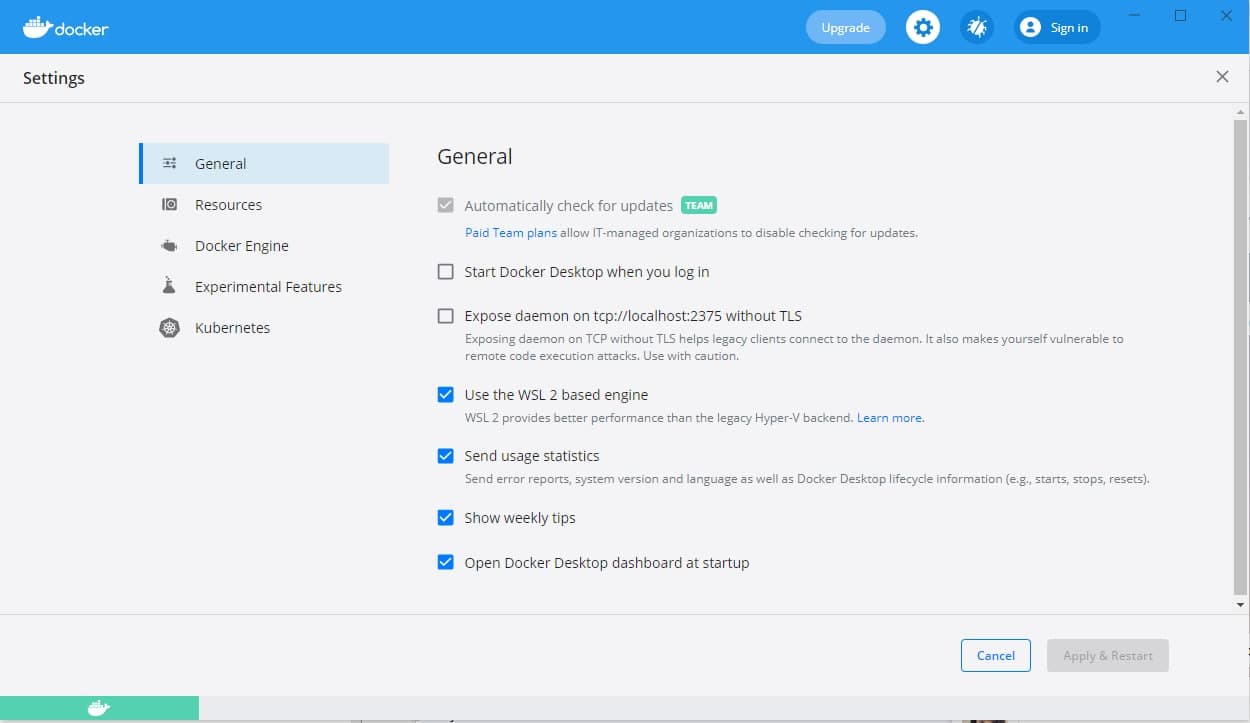 docker
Upgrade
Sign in
Settings
General
Resources
Docker Engine
Experimental Features
Kubernetes
General
Automatically check for updates TEAM
Paid Team plans allow IT-managed organizations to disable checking for updates.
Start Docker Desktop when you log in
Expose daemon on tcp://localhost:2375 without TLS
Exposing daemon on TCP without TLS helps legacy clients connect to the daemon. It also makes yourself vulnerable to
remote code execution attacks. Use with caution.
Use the WSL 2 based engine
WSL 2 provides better performance than the legacy Hyper-V backend. Learn more.
Send usage statistics
Send error reports, system version and language as well as Docker Desktop lifecycle information (e.g., starts, stops, resets).
Show weekly tips
Open Docker Desktop dashboard at startup
Cancel
Apply & Restart